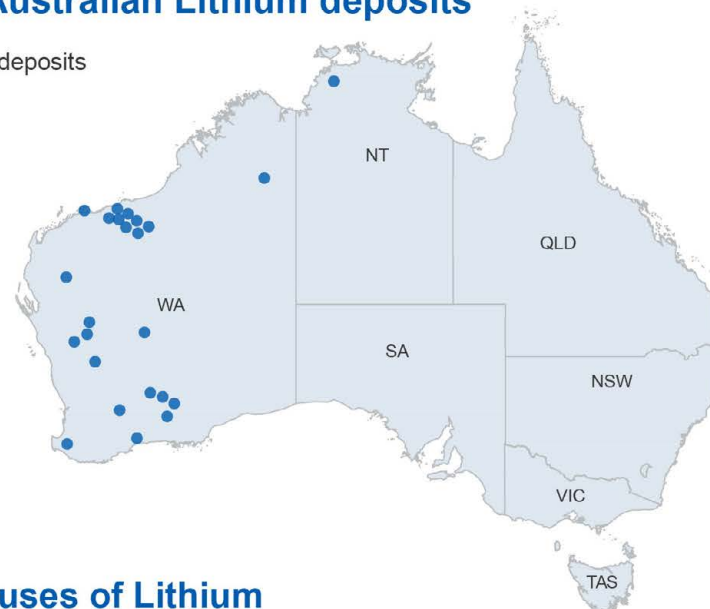 Australian Lithium deposits
deposits
NT
QLD
WA
SA
NSW
VIC
TAS
uses of Lithium